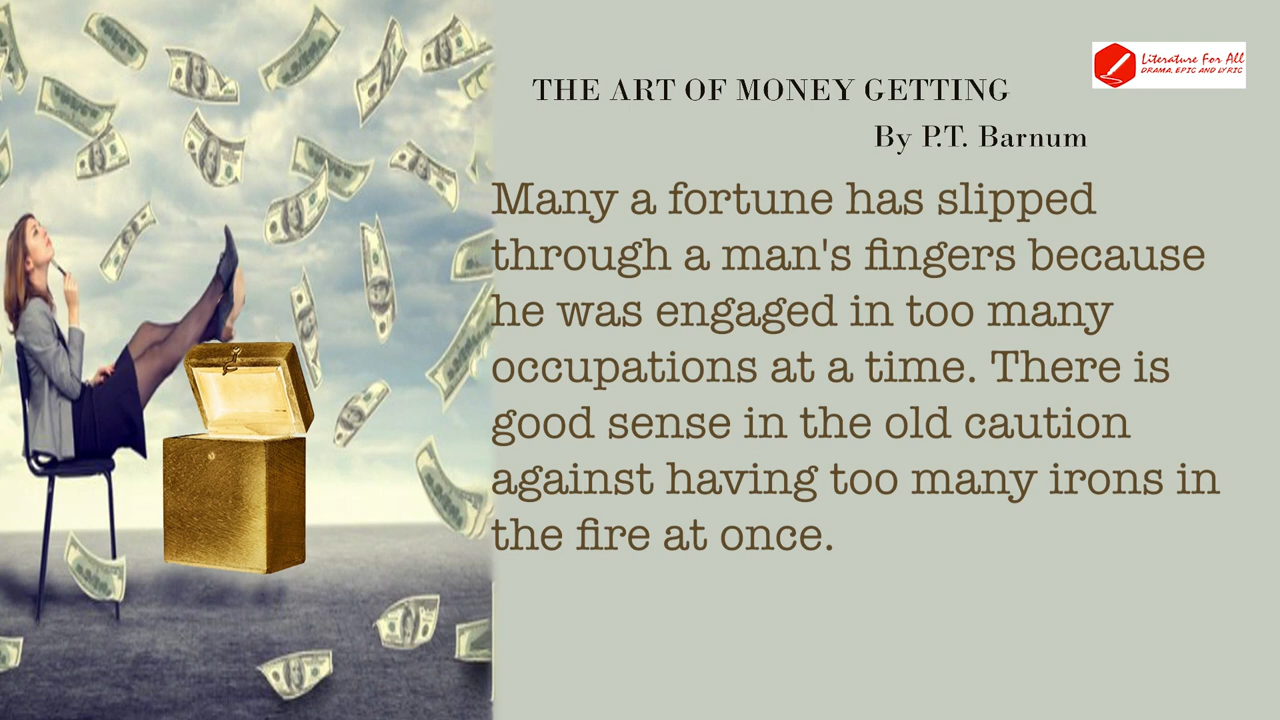 THE ART OF MONEY GETTING
By P.T. Barnum
Literature For All
DRAMA, EPIC AND LYRIC
Many a fortune has slipped
through a man's fingers because
he was engaged in too many
occupations at a time. There is
good sense in the old caution
against having too many irons in
the fire at once.